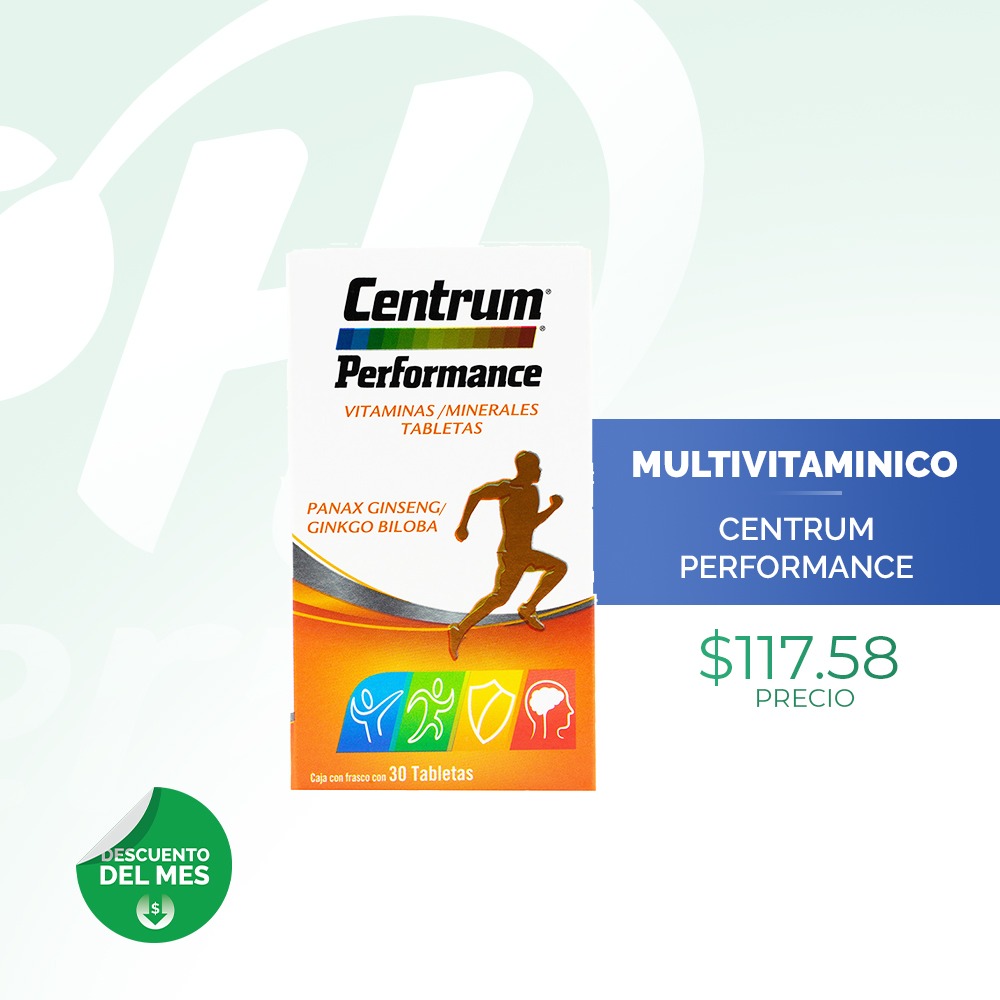 Centrum®
®
Performance
VITAMINAS /MINERALES
TABLETAS
PANAX GINSENG/
GINKGO BILOBA
Caja con frasco con 30 Tabletas
MULTIVITAMINICO
CENTRUM
PERFORMANCE
$117.58
PRECIO
DESCUENTO
DEL MES
$